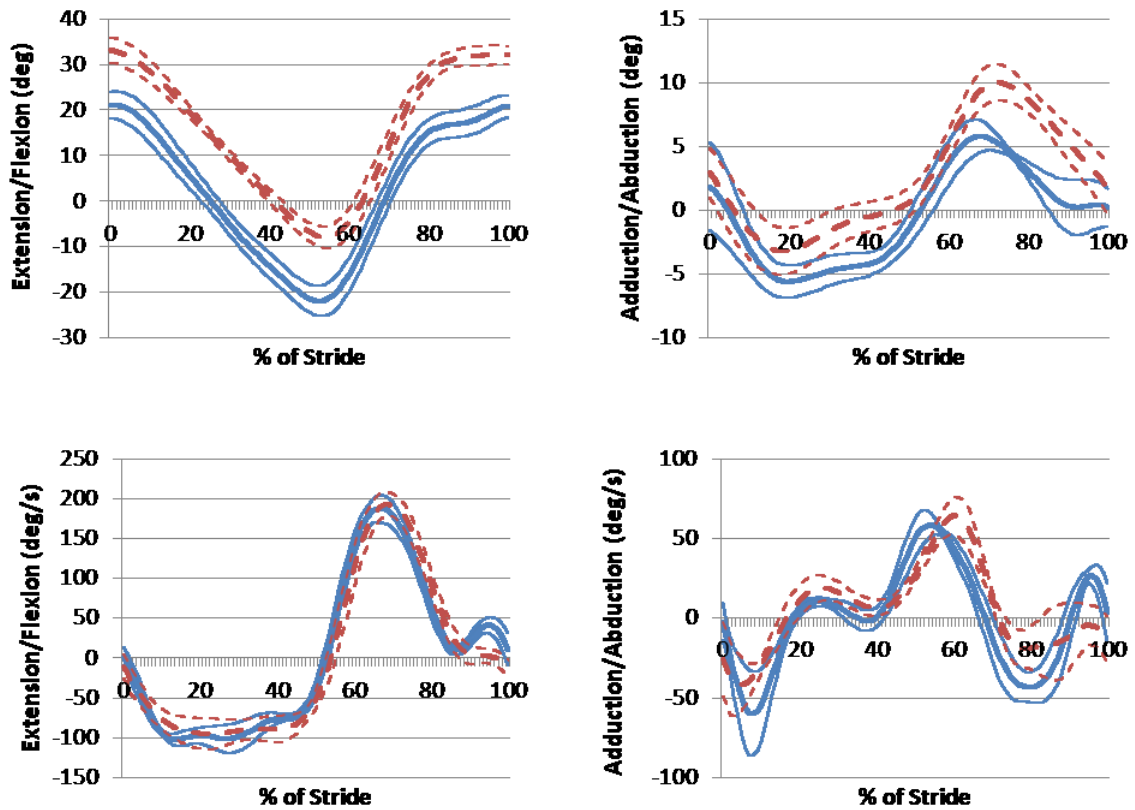 Extension/Flexion (deg)
40
30
20
10
0
-10
-20
-30
0 20 40 60 80 100
% of Stride
Adduction/Abduction (deg)
15
10
5
0
-5
-10
0 20 40 60 80 100
% of Stride
Extension/Flexion (deg/s)
250
200
150
100
50
0
-50
-100
-150
0 20 40 60 80 100
% of Stride
Adduction/Abduction (deg/s)
100
50
0
-50
-100
0 20 40 60 80 100
% of Stride